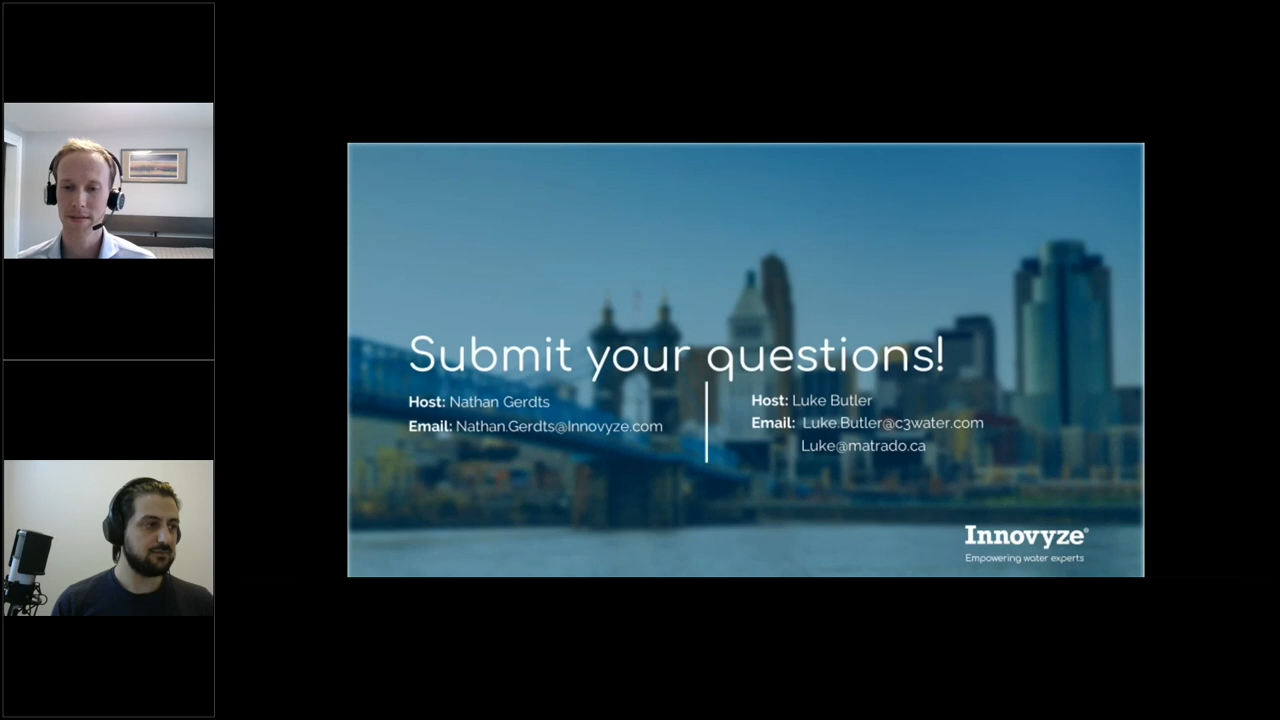 Submit your questions!
Host: Nathan Gerdts
Email: Nathan.Gerdts@Innovyze.com
Host: Luke Butler
Email: Luke.Butler@c3water.com
Luke@matrado.ca
Innovyze®
Empowering water experts